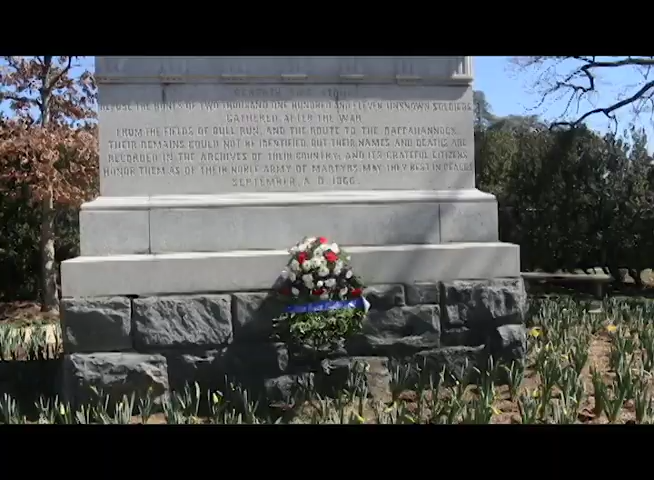 BENEATH THIS STONE
REPOSE THE BONES OF TWO THOUSAND ONE HUNDRED AND ELEVEN UNKNOWN SOLDIERS
GATHERED AFTER THE WAR
FROM THE FIELDS OF BULL RUN, AND THE ROUTE TO THE RAPPAHANNOCK.
THEIR REMAINS COULD NOT BE IDENTIFIED. BUT THEIR NAMES AND DEATHS ARE
RECORDED IN THE ARCHIVES OF THEIR COUNTRY, AND ITS GRATEFUL CITIZENS
HONOR THEM AS OF THEIR NOBLE ARMY OF MARTYRS. MAY THEY REST IN PEACE.
SEPTEMBER. A. D. 1866.